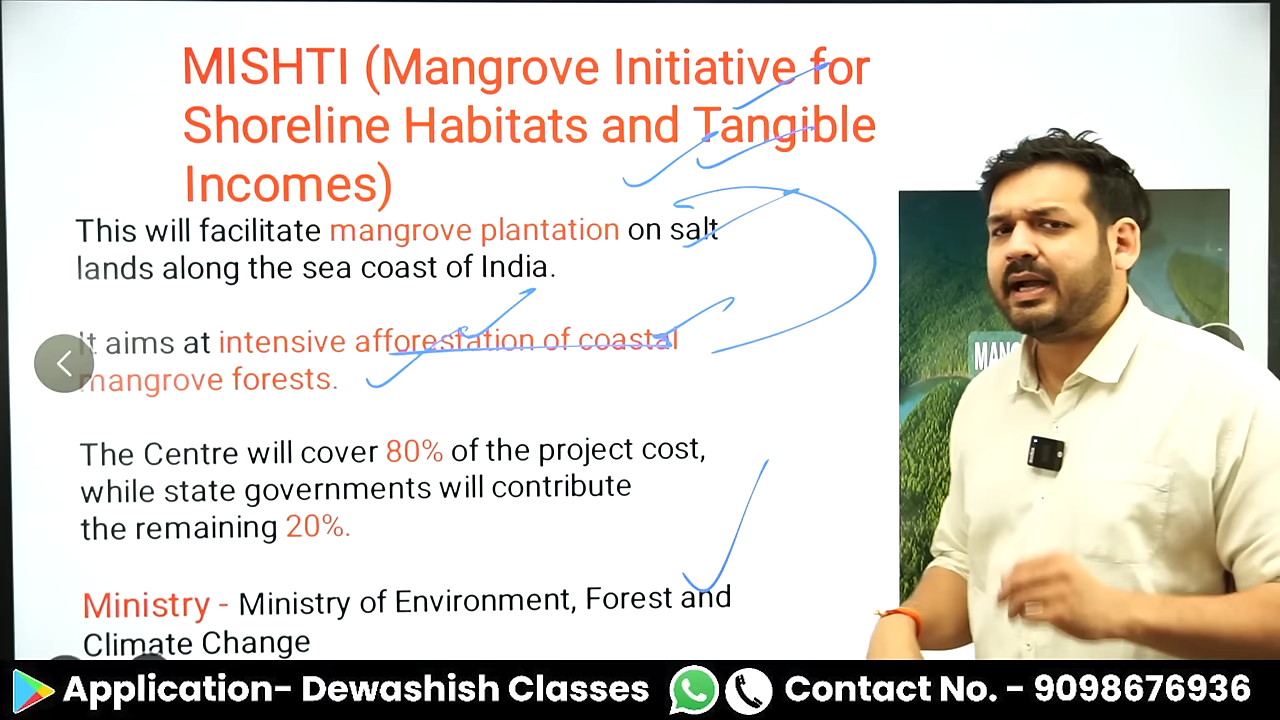 MISHTI (Mangrove Initiative for
Shoreline Habitats and Tangible
Incomes)
This will facilitate mangrove plantation on salt
lands along the sea coast of India.
It aims at intensive afforestation of coastal
mangrove forests.
The Centre will cover 80% of the project cost,
while state governments will contribute
the remaining 20%.
Ministry - Ministry of Environment, Forest and
Climate Change
Application- Dewashish Classes
Contact No. - 9098676936